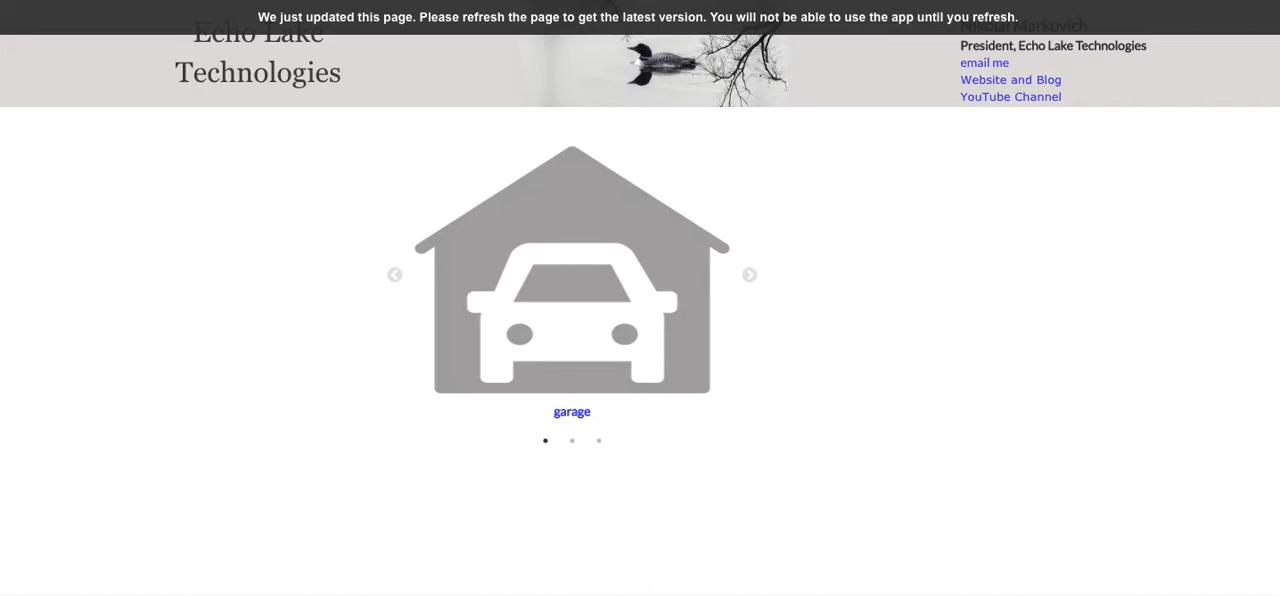 We just updated this page. Please refresh the page to get the latest version. You will not be able to use the app until you refresh.
Echo Lake
Technologies
Nikolai Markovich
President, Echo Lake Technologies
email me
Website and Blog
YouTube Channel
garage